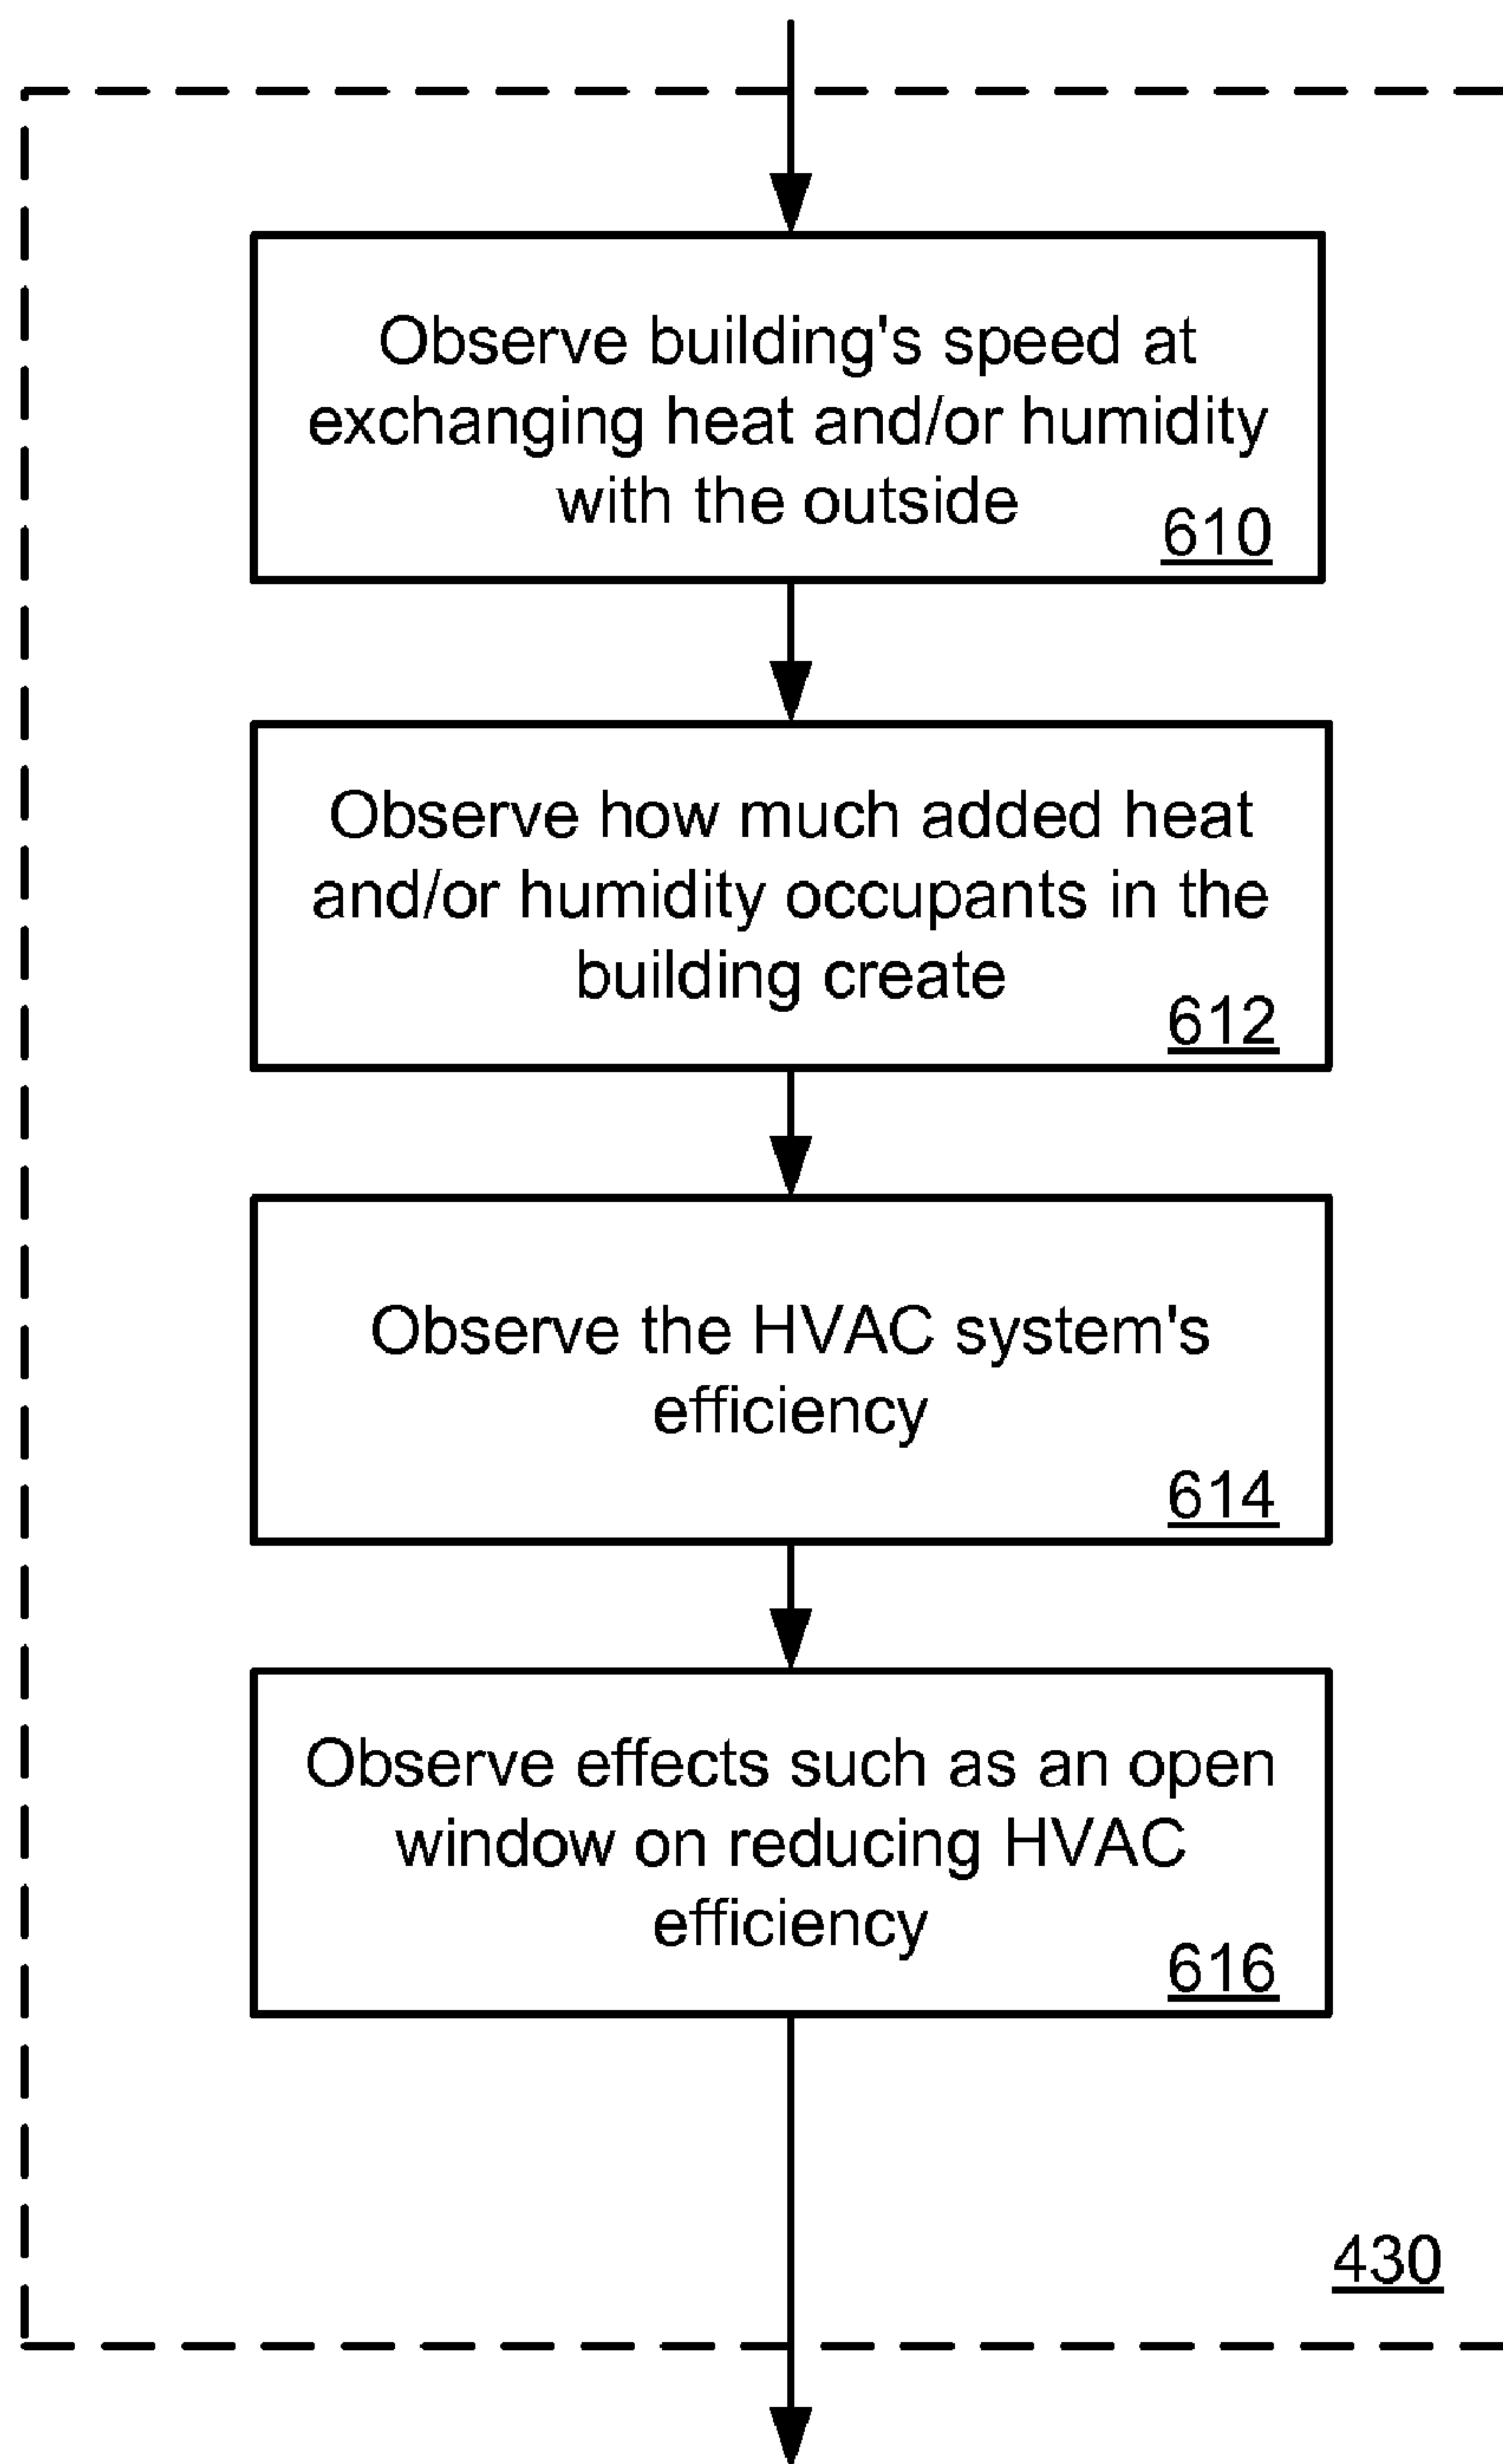 Observe building's speed at
exchanging heat and/or humidity
with the outside
610
Observe how much added heat
and/or humidity occupants in the
building create
612
Observe the HVAC system's
efficiency
614
Observe effects such as an open
window on reducing HVAC
efficiency
616
430